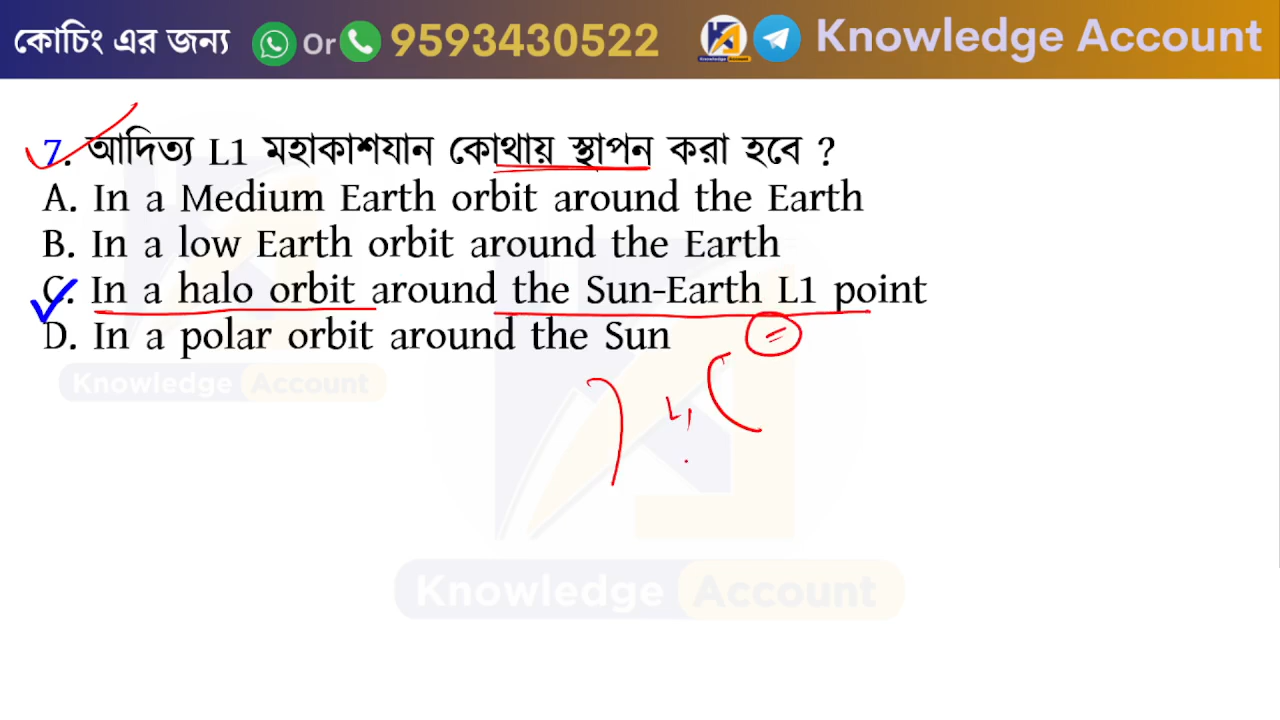 কোচিং এর জন্য Or 9593430522 Knowledge Account
7. আদিত্য L1 মহাকাশযান কোথায় স্থাপন করা হবে ?
A. In a Medium Earth orbit around the Earth
B. In a low Earth orbit around the Earth
C. In a halo orbit around the Sun-Earth L1 point
D. In a polar orbit around the Sun
Knowledge Account
L1
Knowledge Account